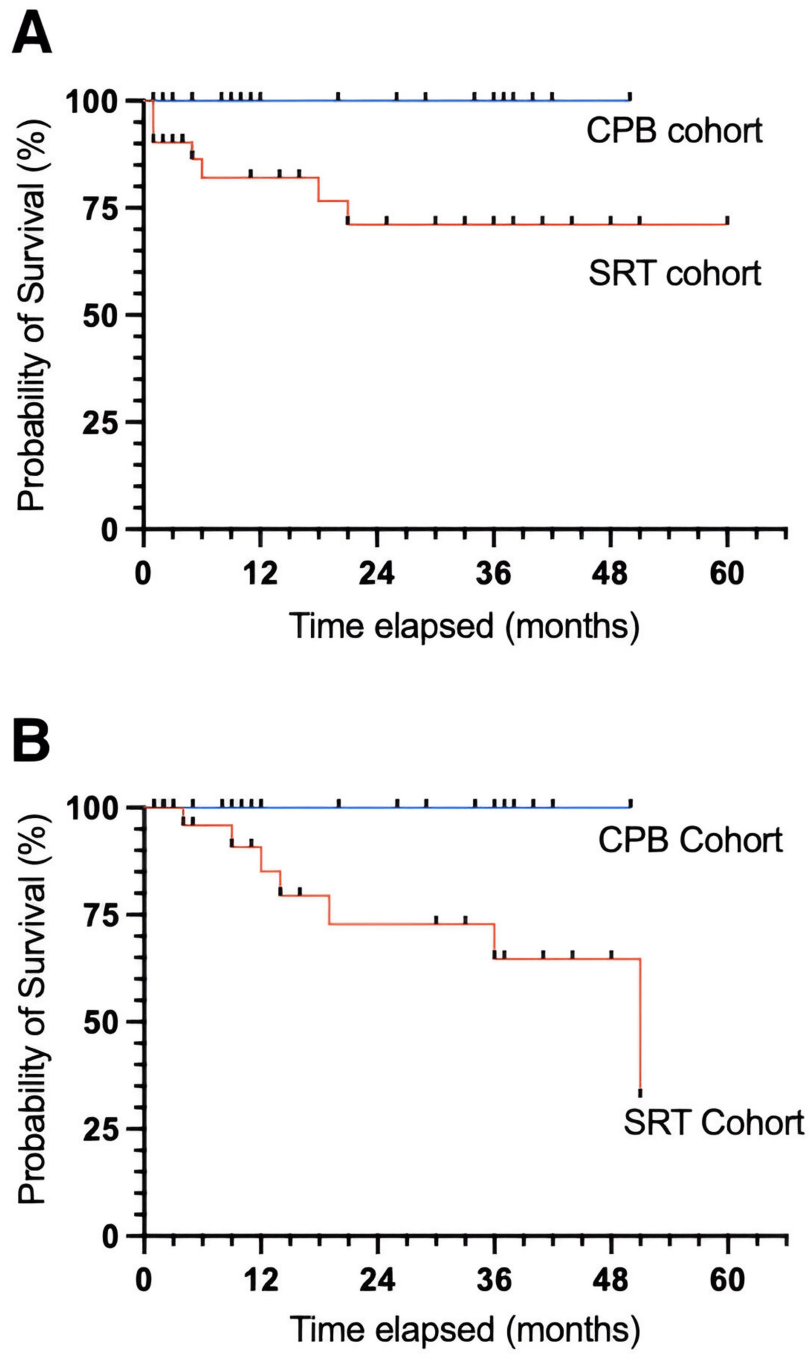 A
Probability of Survival (%)
100
75
50
25
0
CPB cohort
SRT cohort
0 12 24 36 48 60
Time elapsed (months)
B
Probability of Survival (%)
100
75
50
25
0
CPB Cohort
SRT Cohort
0 12 24 36 48 60
Time elapsed (months)